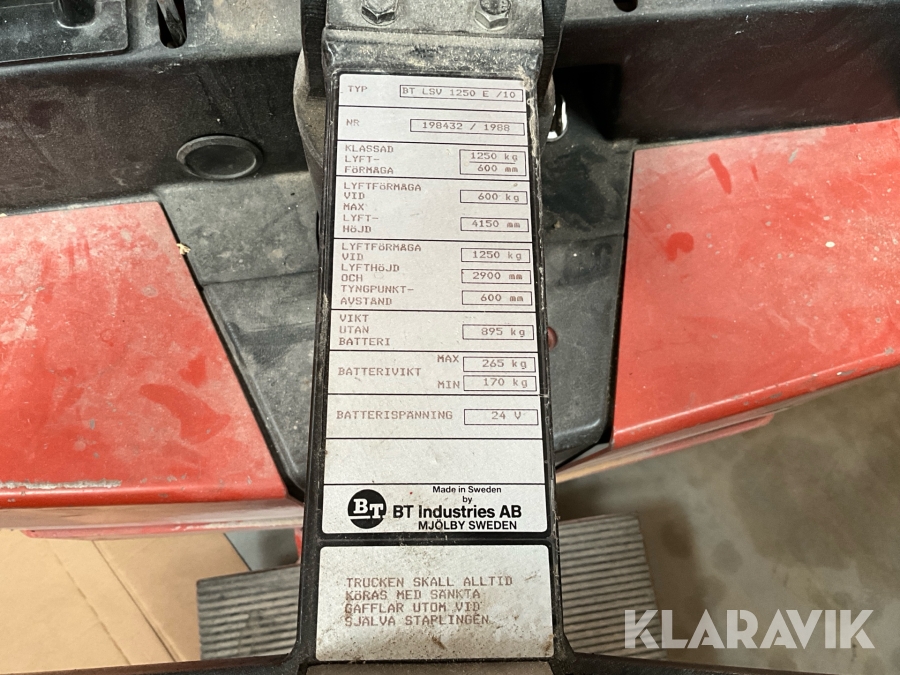 TYP BT LSV 1250 E /10
NR 198432 / 1988
KLASSAD 1250 kg
LYFT-
FÖRMÅGA 600 mm
LYFTFÖRMÅGA
VID 600 kg
MAX
LYFT- 4150 mm
HÖJD
LYFTFÖRMÅGA
VID 1250 kg
LYFTHÖJD
OCH 2900 mm
TYNGPUNKT-
AVSTÅND 600 mm
VIKT
UTAN 895 kg
BATTERI
MAX 265 kg
BATTERIVIKT
MIN 170 kg
BATTERISPÄNNING 24 V
Made in Sweden
by
BT BT Industries AB
MJÖLBY SWEDEN
TRUCKEN SKALL ALLTID
KÖRAS MED SÄNKTA
GAFFLAR UTOM VID
SJÄLVA STAPLINGEN
KLARAVIK